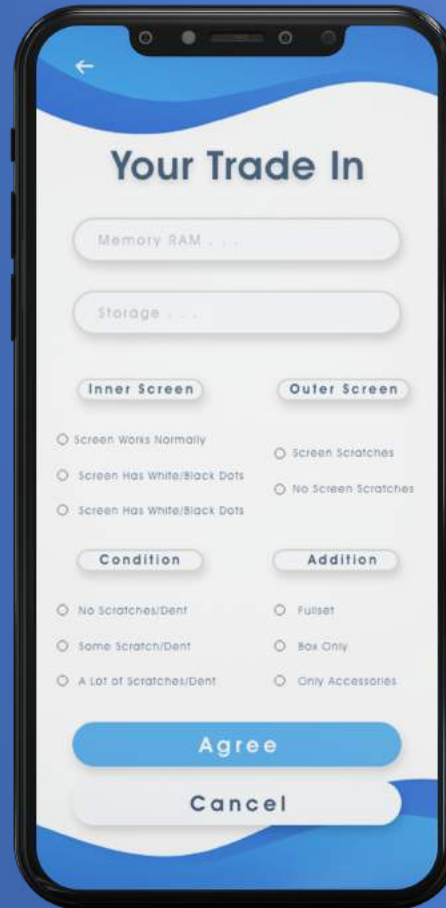 Your Trade In
Memory RAM . . .
Storage . . .
Inner Screen
Screen Works Normally
Screen Has White/Black Dots
Screen Has White/Black Dots
Outer Screen
Screen Scratches
No Screen Scratches
Condition
No Scratches/Dent
Some Scratch/Dent
A Lot of Scratches/Dent
Addition
Fullset
Box Only
Only Accessories
Agree
Cancel